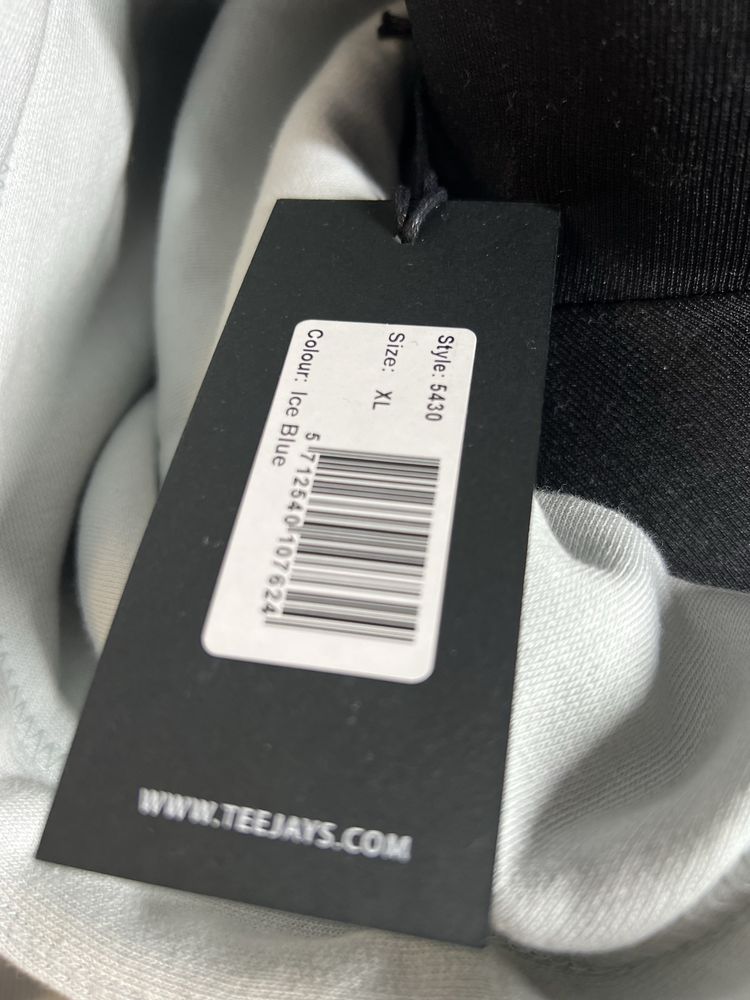 Style: 5430
Size: XL
Colour: Ice Blue
5 712540 107624
WWW.TEEJAYS.COM